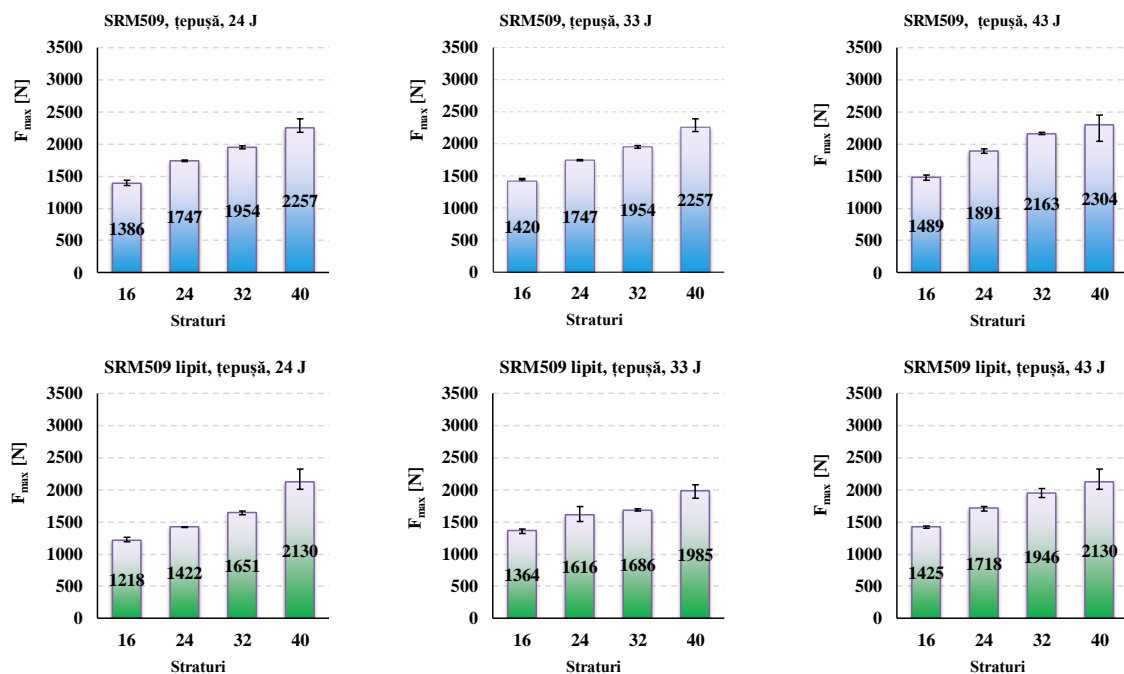 SRM509, țepușă, 24 J
F_max [N]
3500
3000
2500
2000
1500
1000
500
0
1386 1747 1954 2257
16 24 32 40
Straturi
SRM509, țepușă, 33 J
F_max [N]
3500
3000
2500
2000
1500
1000
500
0
1420 1747 1954 2257
16 24 32 40
Straturi
SRM509, țepușă, 43 J
F_max [N]
3500
3000
2500
2000
1500
1000
500
0
1489 1891 2163 2304
16 24 32 40
Straturi
SRM509 lipit, țepușă, 24 J
F_max [N]
3500
3000
2500
2000
1500
1000
500
0
1218 1422 1651 2130
16 24 32 40
Straturi
SRM509 lipit, țepușă, 33 J
F_max [N]
3500
3000
2500
2000
1500
1000
500
0
1364 1616 1686 1985
16 24 32 40
Straturi
SRM509 lipit, țepușă, 43 J
F_max [N]
3500
3000
2500
2000
1500
1000
500
0
1425 1718 1946 2130
16 24 32 40
Straturi